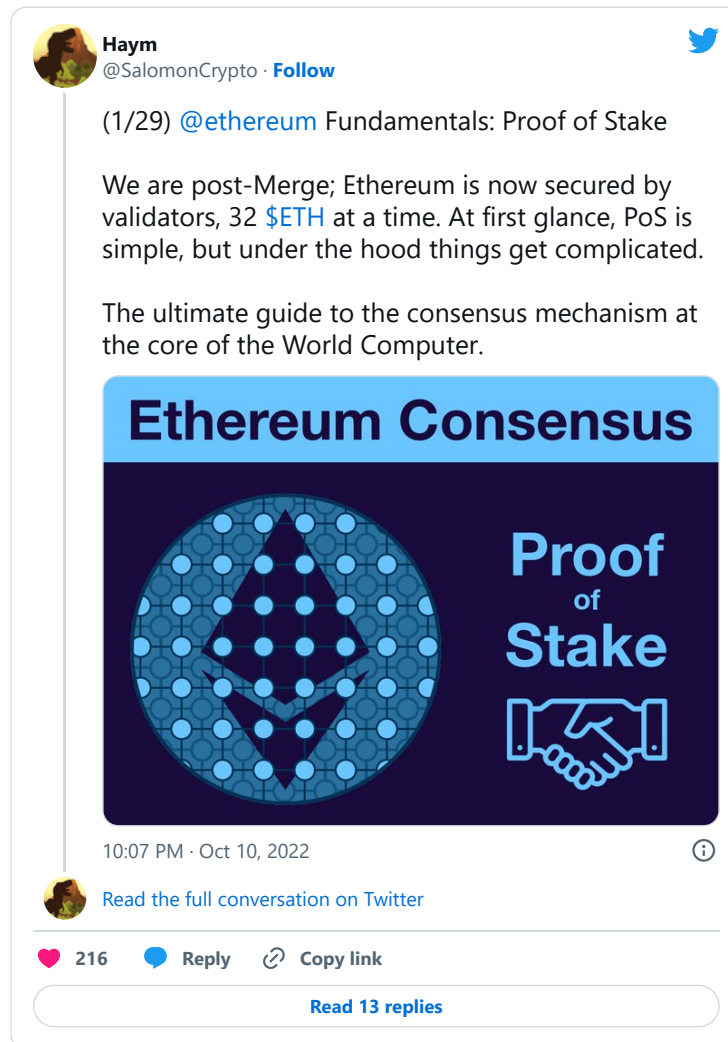 Haym
@SalomonCrypto · Follow
(1/29) @ethereum Fundamentals: Proof of Stake
We are post-Merge; Ethereum is now secured by
validators, 32 $ETH at a time. At first glance, PoS is
simple, but under the hood things get complicated.
The ultimate guide to the consensus mechanism at
the core of the World Computer.
Ethereum Consensus
Proof
of
Stake
10:07 PM · Oct 10, 2022
Read the full conversation on Twitter
216 Reply Copy link
Read 13 replies